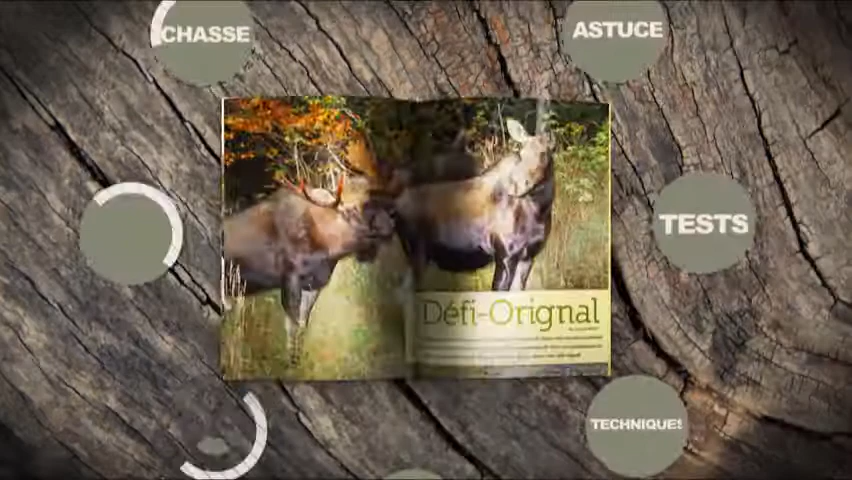 CHASSE
ASTUCE
TESTS
Défi-Orignal
TECHNIQUES